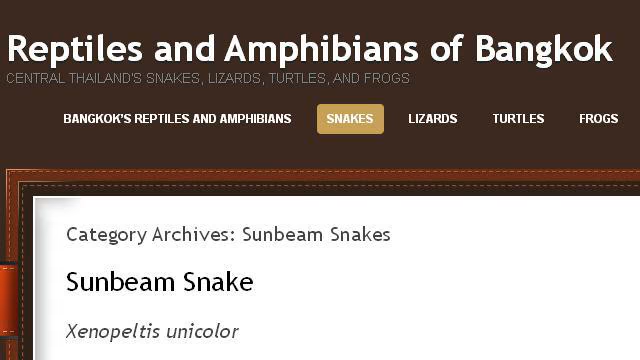 Reptiles and Amphibians of Bangkok
CENTRAL THAILAND'S SNAKES, LIZARDS, TURTLES, AND FROGS
BANGKOK'S REPTILES AND AMPHIBIANS SNAKES LIZARDS TURTLES FROGS
Category Archives: Sunbeam Snakes
Sunbeam Snake
Xenopeltis unicolor